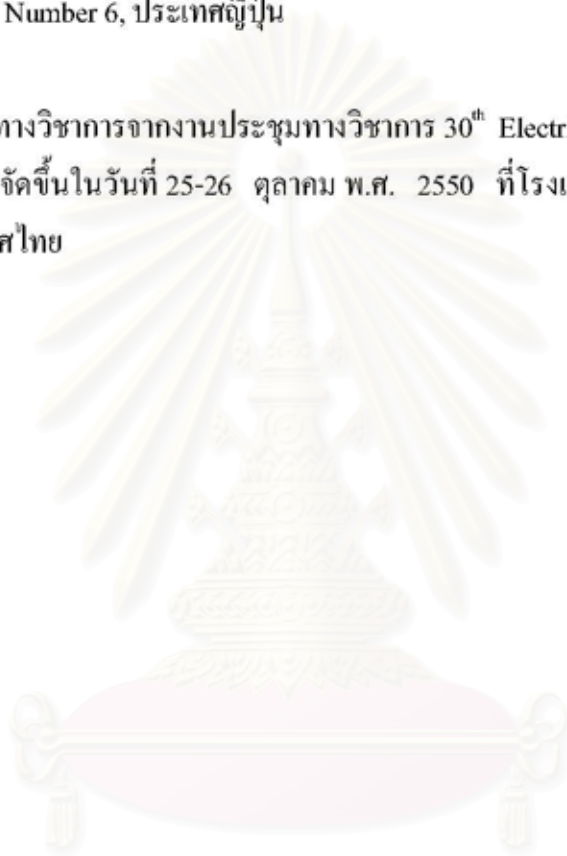 Number 6, ประเทศญี่ปุ่น
ทางวิชาการจากงานประชุมทางวิชาการ 30th Electr
จัดขึ้นในวันที่ 25-26 ตุลาคม พ.ศ. 2550 ที่โรงแ
ศไทย